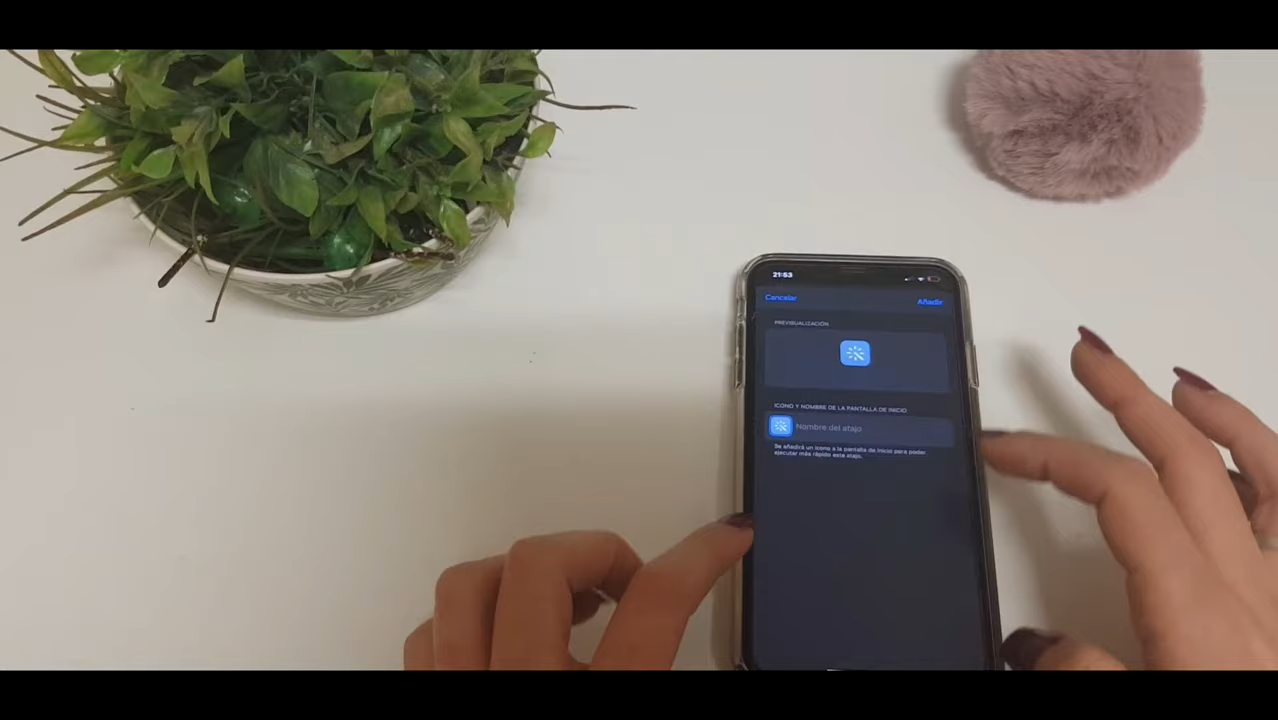 21:53
Cancelar
Añadir
PREVISUALIZACIÓN
ICONO Y NOMBRE DE LA PANTALLA DE INICIO
Nombre del atajo
Se añadirá un icono a la pantalla de inicio para poder
ejecutar más rápido este atajo.